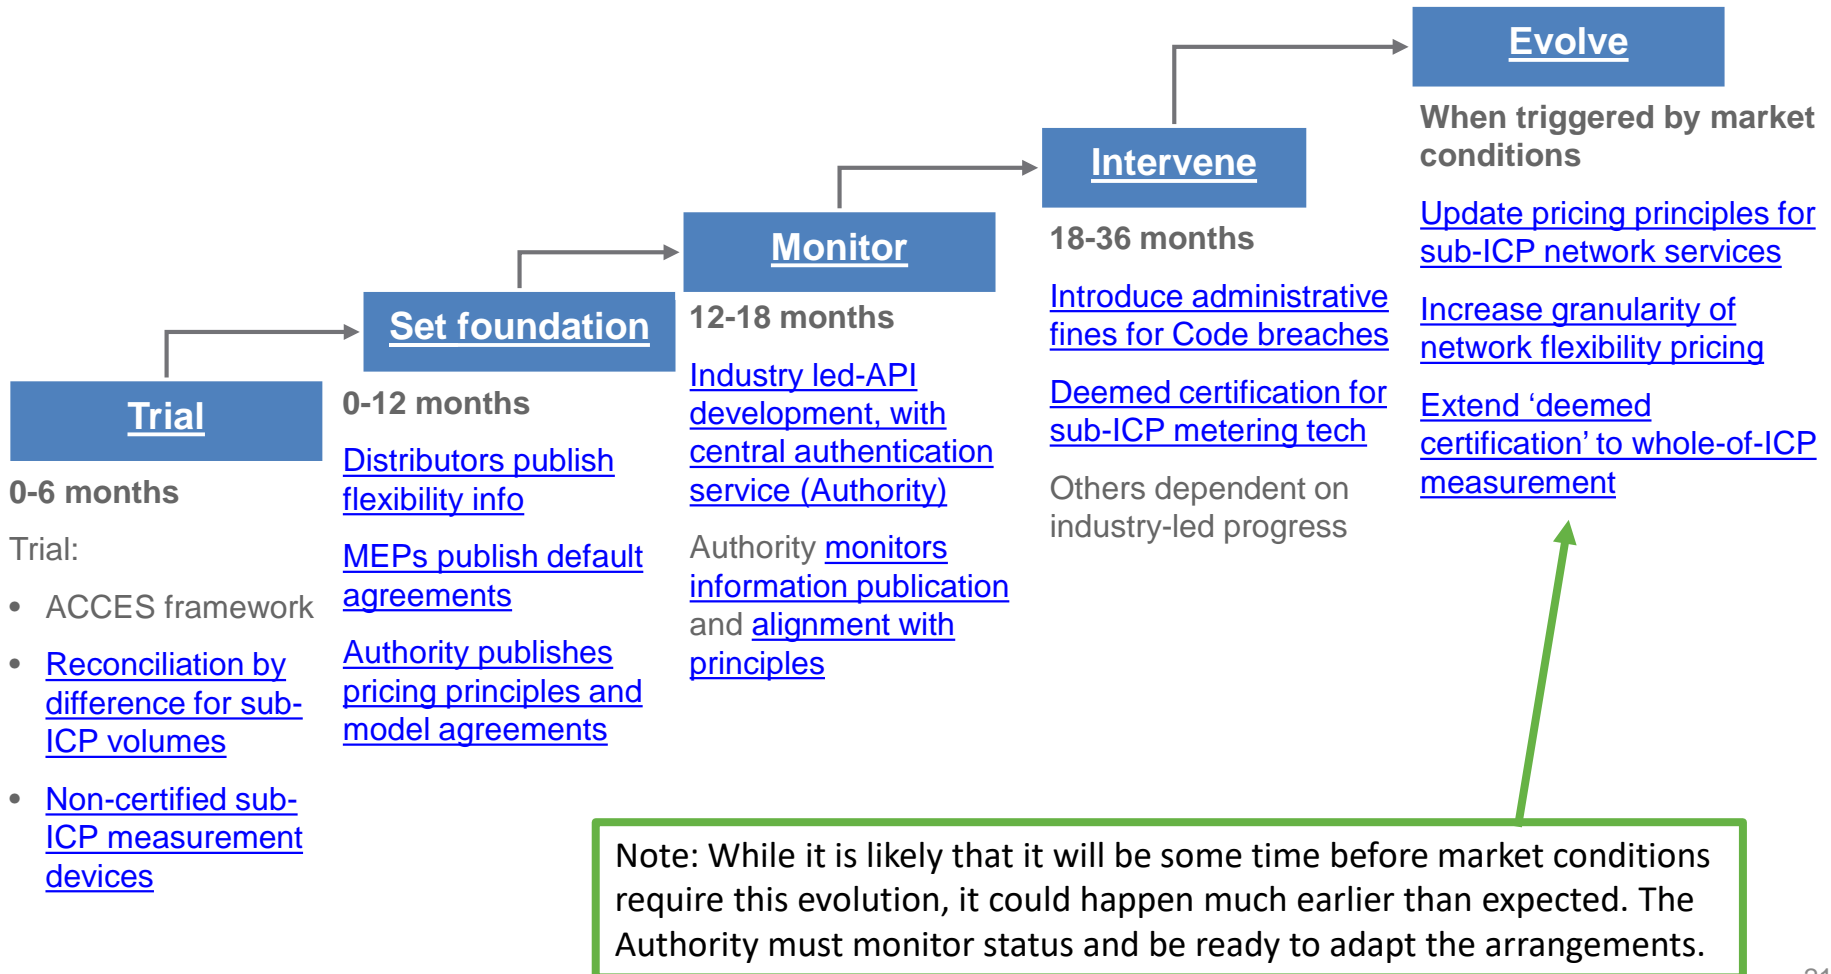 Trial
0-6 months
Trial:
• ACCES framework
• Reconciliation by
difference for sub-
ICP volumes
• Non-certified sub-
ICP measurement
devices
Set foundation
0-12 months
Distributors publish
flexibility info
MEPs publish default
agreements
Authority publishes
pricing principles and
model agreements
Monitor
12-18 months
Industry led-API
development, with
central authentication
service (Authority)
Authority monitors
information publication
and alignment with
principles
Intervene
18-36 months
Introduce administrative
fines for Code breaches
Deemed certification for
sub-ICP metering tech
Others dependent on
industry-led progress
Evolve
When triggered by market
conditions
Update pricing principles for
sub-ICP network services
Increase granularity of
network flexibility pricing
Extend ‘deemed
certification’ to whole-of-ICP
measurement
Note: While it is likely that it will be some time before market conditions
require this evolution, it could happen much earlier than expected. The
Authority must monitor status and be ready to adapt the arrangements.